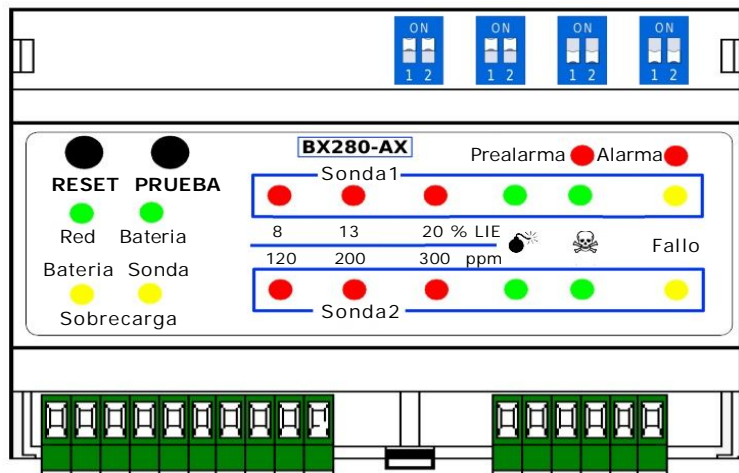 ON ON ON ON
1 2 1 2 1 2 1 2
BX280-AX
Prealarma Alarma
RESET PRUEBA
Sonda1
Red Bateria
8 13 20 % LIE
Fallo
120 200 300 ppm
Bateria Sonda
Sobrecarga
Sonda2